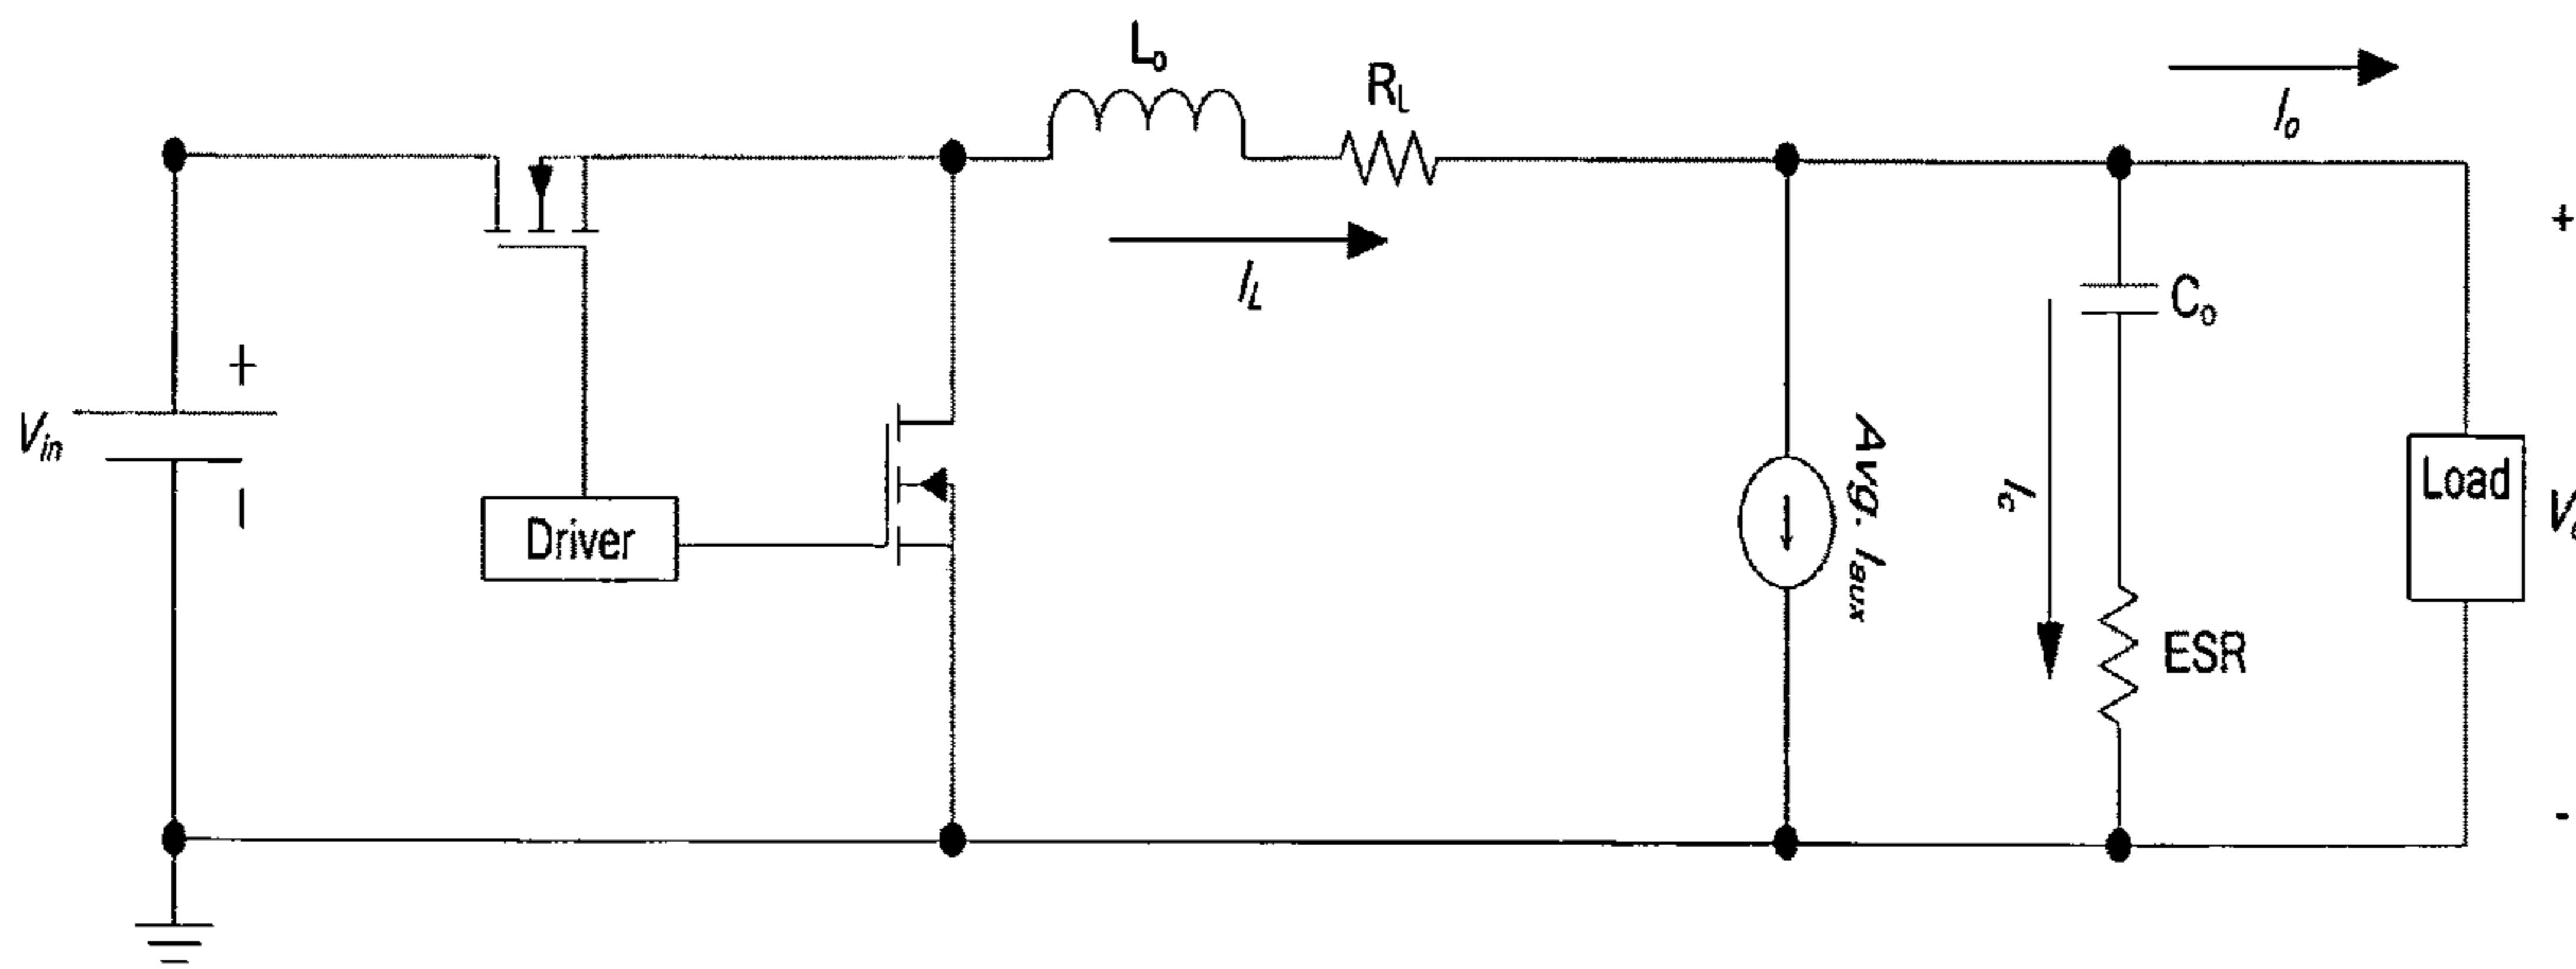 Lo
RL
Io
IL
+
+
Co
Vin
Avg. Iaux
Ic
Load
−
Driver
ESR
-